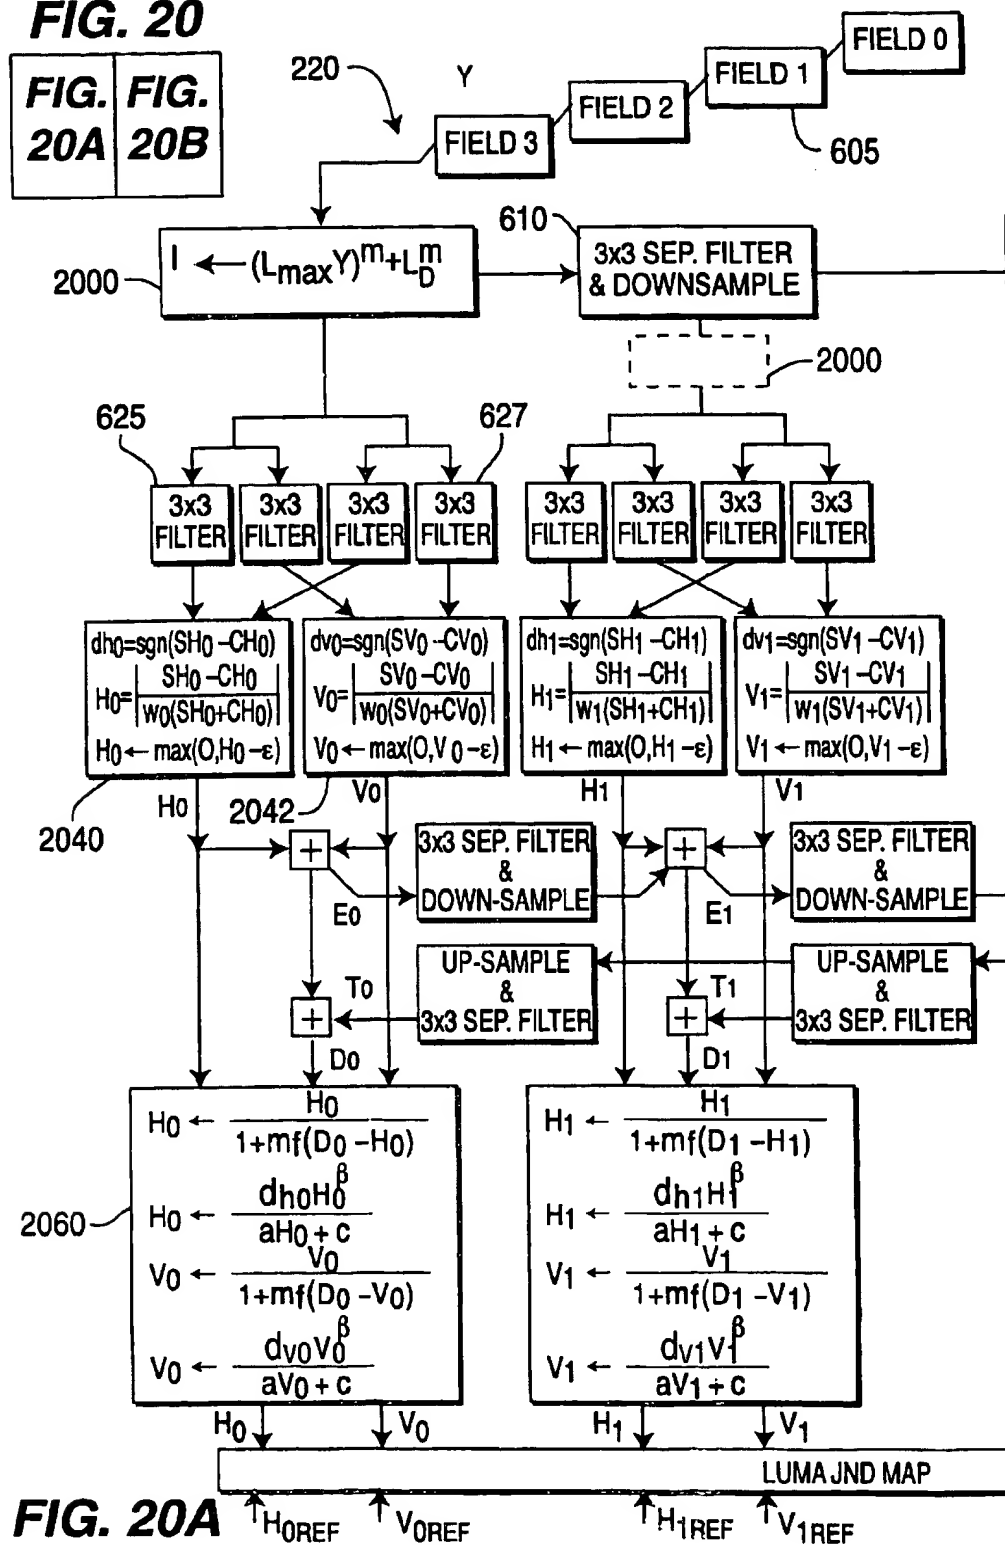 FIG. 20
FIG. 20A
FIG. 20B
220
Y
FIELD 0
FIELD 1
FIELD 2
FIELD 3
605
610
2000
I ← (LmaxY)^m+L_D^m
3x3 SEP. FILTER
& DOWNSAMPLE
2000
625
627
3x3
FILTER
3x3
FILTER
3x3
FILTER
3x3
FILTER
3x3
FILTER
3x3
FILTER
3x3
FILTER
3x3
FILTER
dh0=sgn(SH0 –CH0)
H0=|SH0 –CH0 / w0(SH0+CH0)|
H0 ← max(0,H0 –ε)
dv0=sgn(SV0 –CV0)
V0=|SV0 –CV0 / w0(SV0+CV0)|
V0 ← max(0,V0 –ε)
dh1=sgn(SH1 –CH1)
H1=|SH1 –CH1 / w1(SH1+CH1)|
H1 ← max(0,H1 –ε)
dv1=sgn(SV1 –CV1)
V1=|SV1 –CV1 / w1(SV1+CV1)|
V1 ← max(0,V1 –ε)
2040
H0
2042
V0
H1
V1
+
3x3 SEP. FILTER
&
DOWN-SAMPLE
+
3x3 SEP. FILTER
&
DOWN-SAMPLE
E0
E1
UP-SAMPLE
&
3x3 SEP. FILTER
UP-SAMPLE
&
3x3 SEP. FILTER
T0
T1
+
+
D0
D1
2060
H0 ← H0 / 1+mf(D0 –H0)
H0 ← dh0H0^β / aH0 + c
V0 ← V0 / 1+mf(D0 –V0)
V0 ← dv0V0^β / aV0 + c
H1 ← H1 / 1+mf(D1 –H1)
H1 ← dh1H1^β / aH1 + c
V1 ← V1 / 1+mf(D1 –V1)
V1 ← dv1V1^β / aV1 + c
H0
V0
H1
V1
LUMA JND MAP
FIG. 20A
H0REF
V0REF
H1REF
V1REF